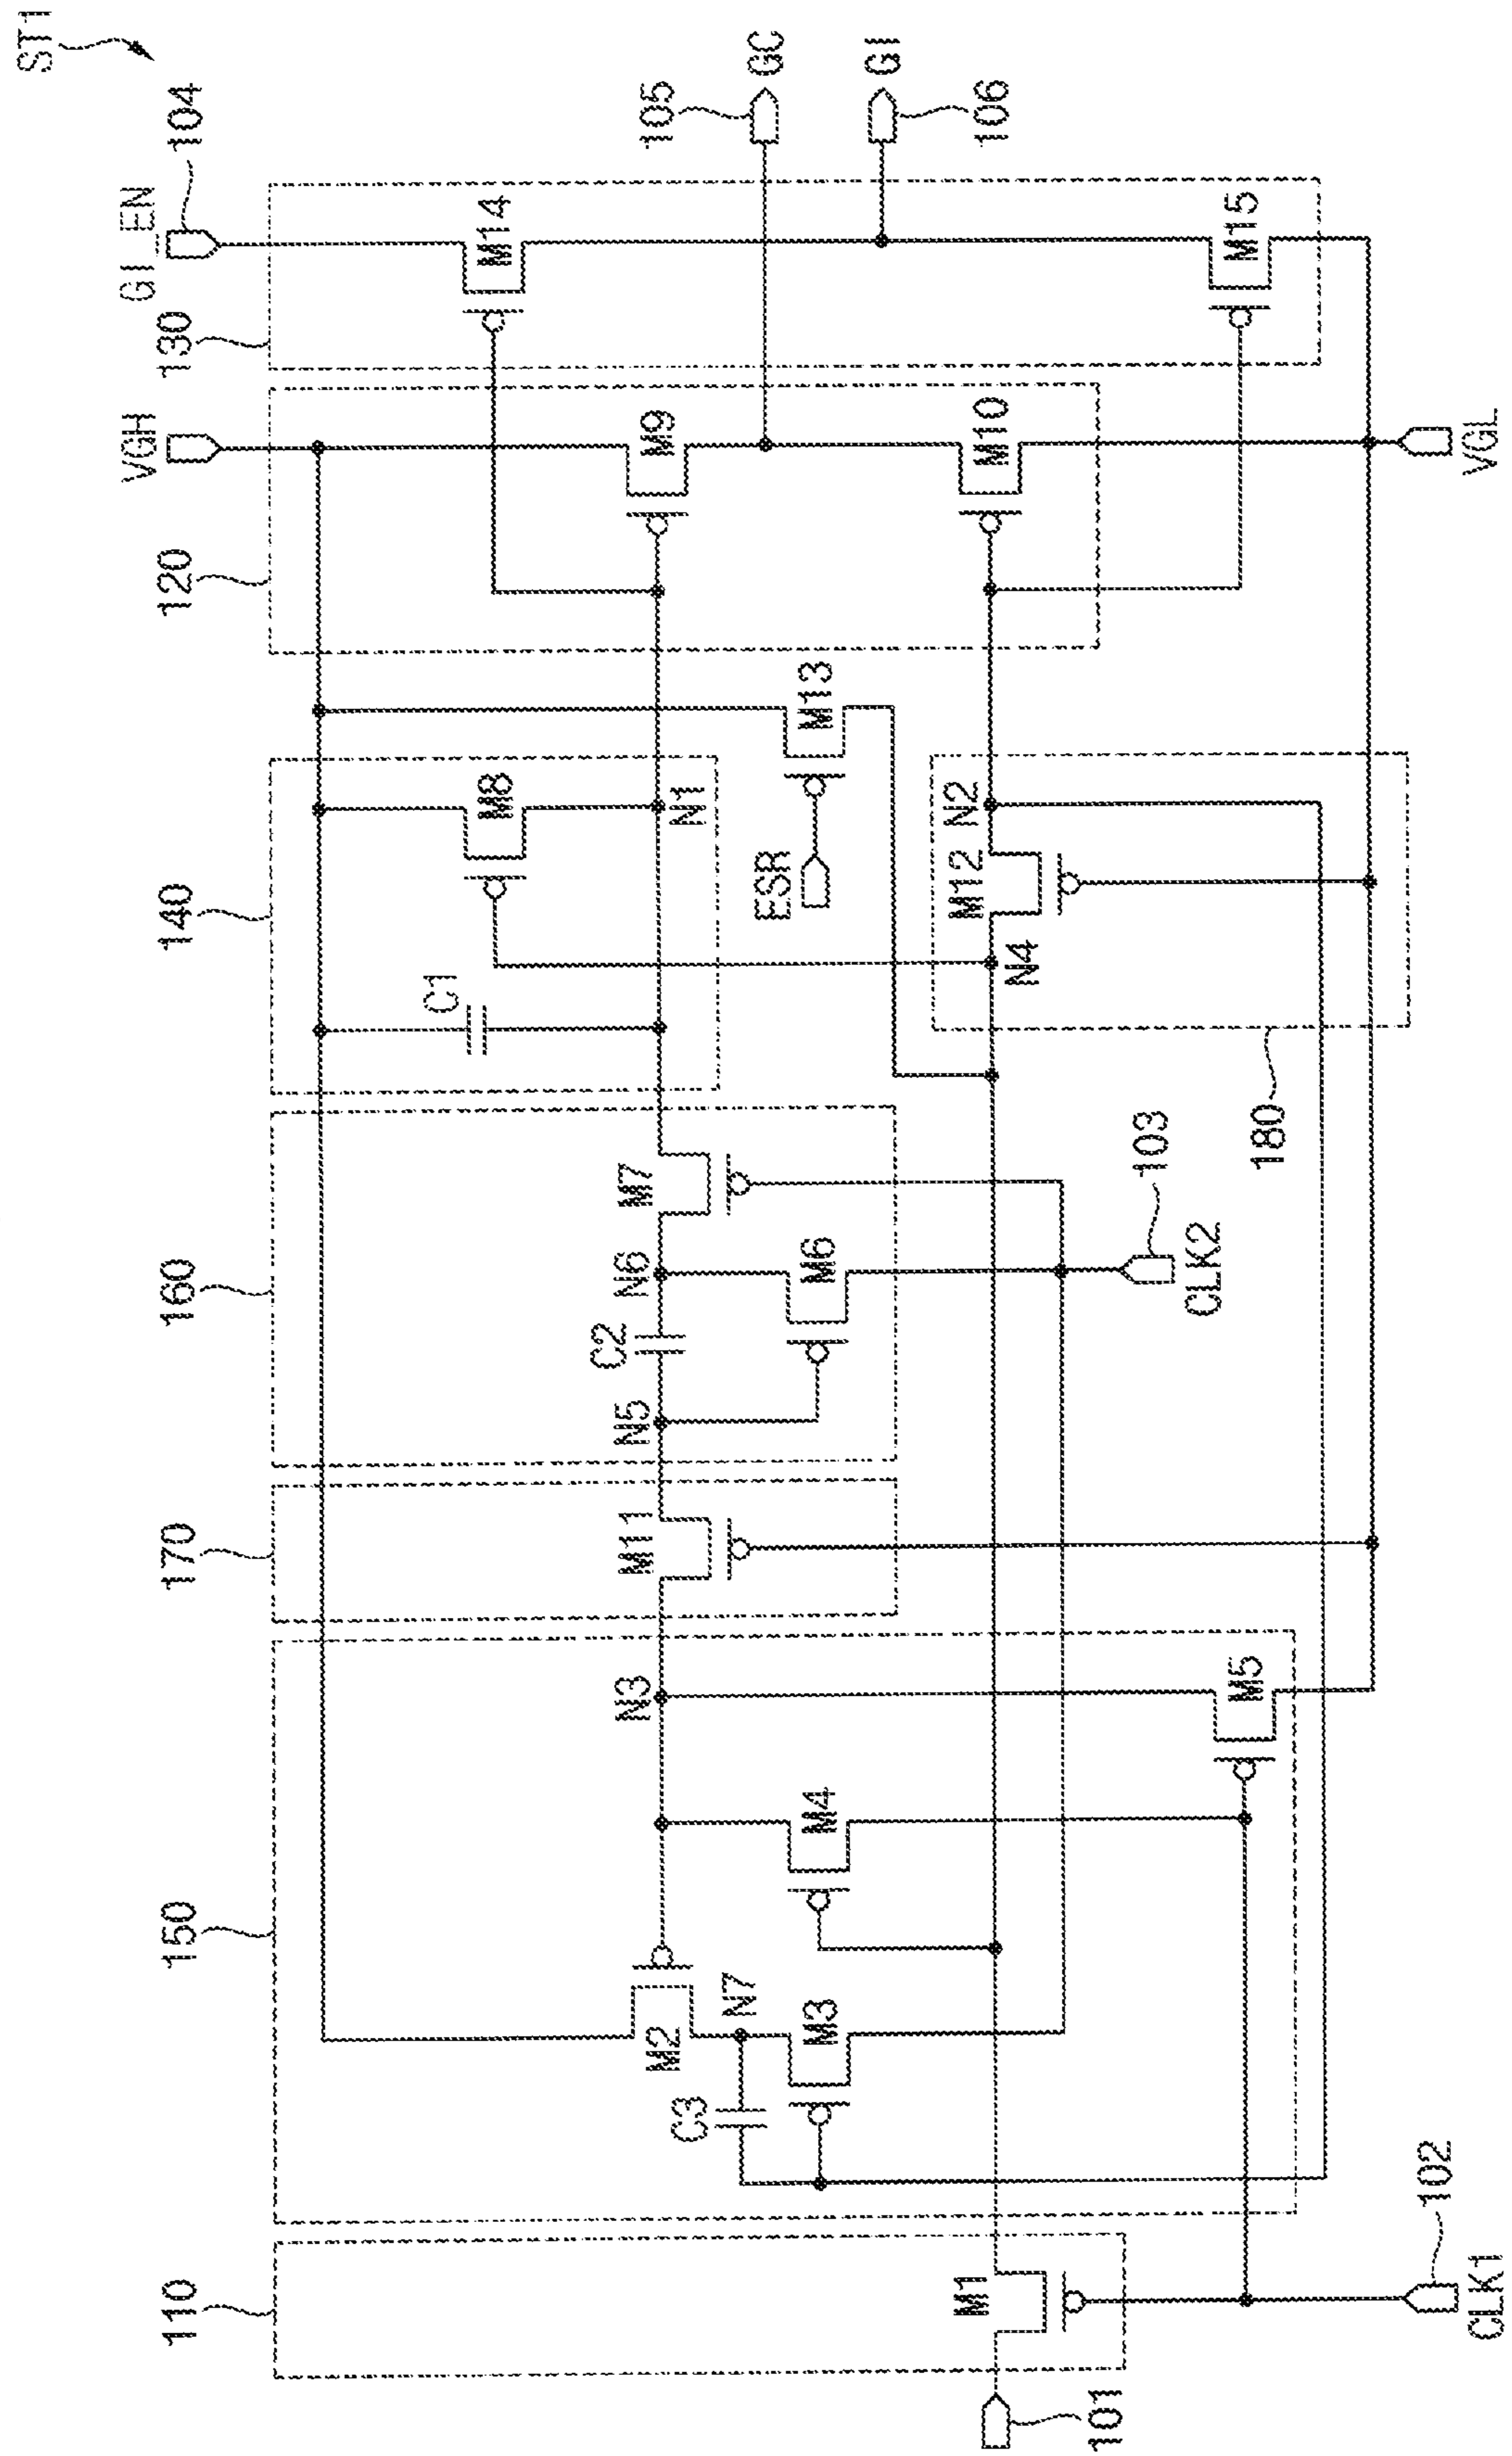 ST1
110
150
170
160
140
120
130
VGH
GI_EN
104
C1
M8
M14
C3
M2
N7
M3
N3
M4
M11
N5
C2
N6
M7
M6
N1
ESR
M13
M9
105
GC
GI
106
101
M1
M5
103
CLK2
N4
M12
N2
M10
M15
180
CLK1
102
VGL